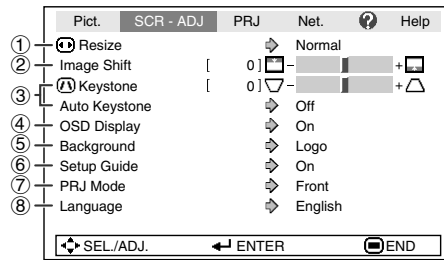 Pict. SCR - ADJ PRJ Net. ? Help
① Resize Normal
② Image Shift [ 0 ] – +
③ Keystone [ 0 ] – +
Auto Keystone Off
④ OSD Display On
⑤ Background Logo
⑥ Setup Guide On
⑦ PRJ Mode Front
⑧ Language English
SEL./ADJ. ENTER END